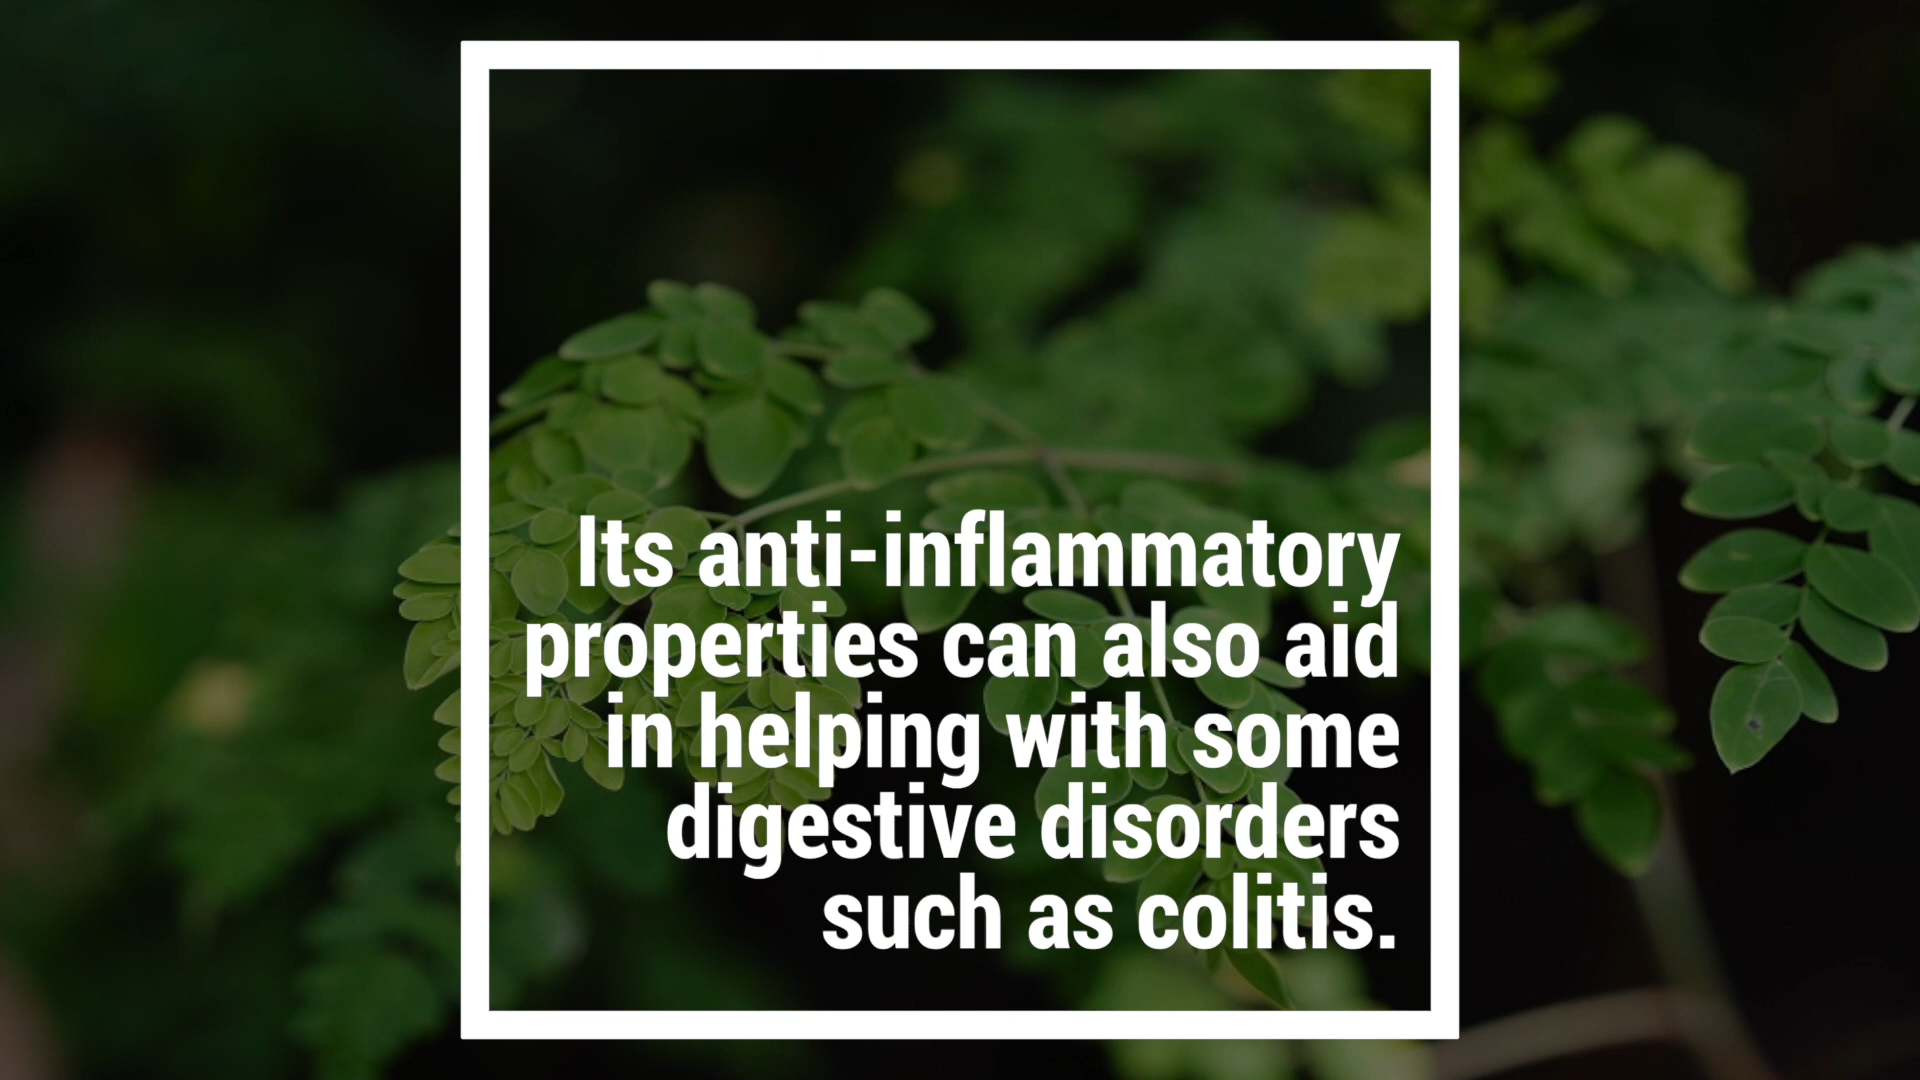 Its anti-inflammatory
properties can also aid
in helping with some
digestive disorders
such as colitis.